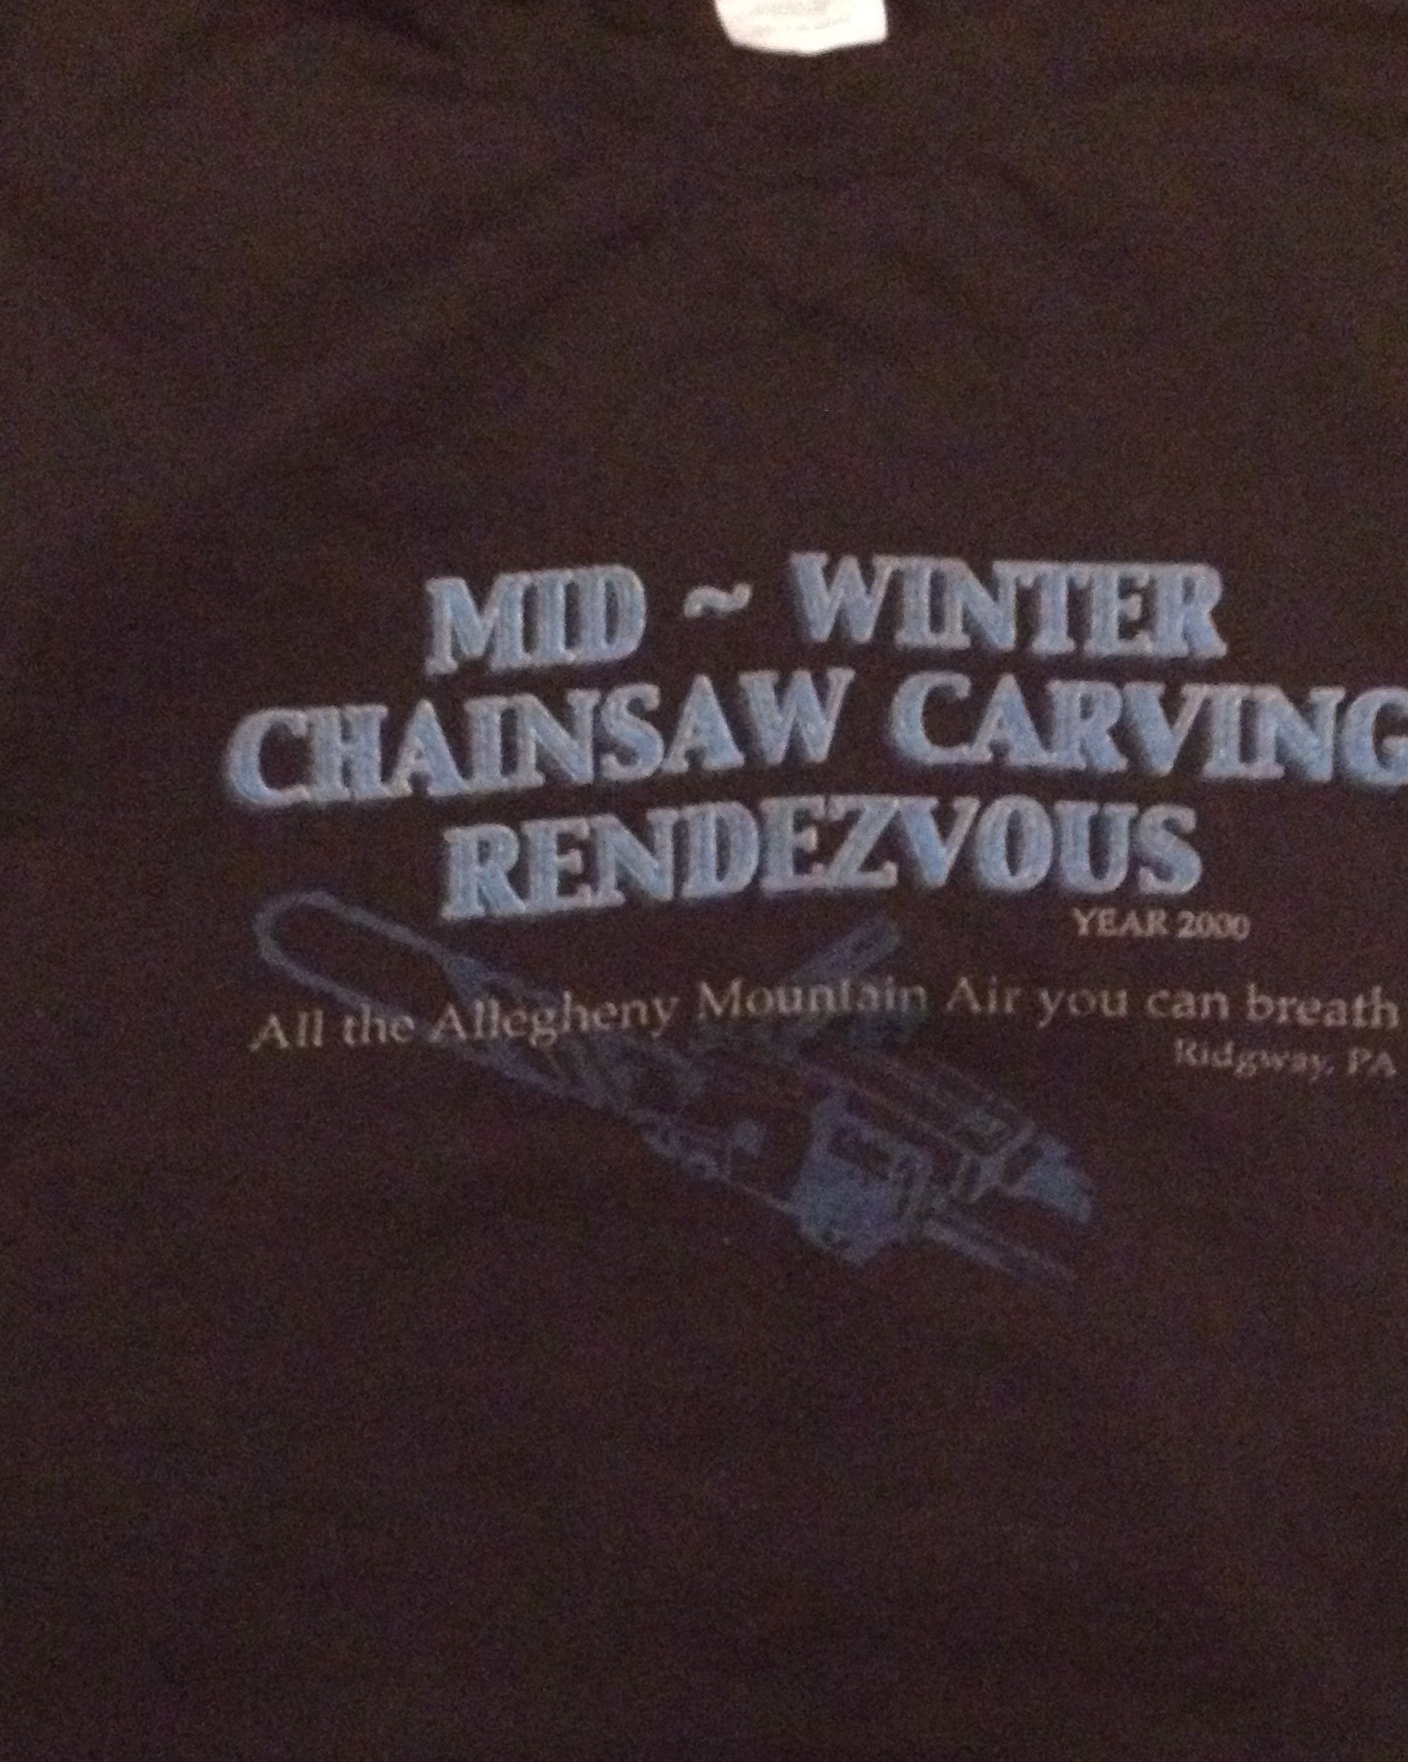 MID ~ WINTER
CHAINSAW CARVING
RENDEZVOUS
YEAR 2000
All the Allegheny Mountain Air you can breath
Ridgway, PA